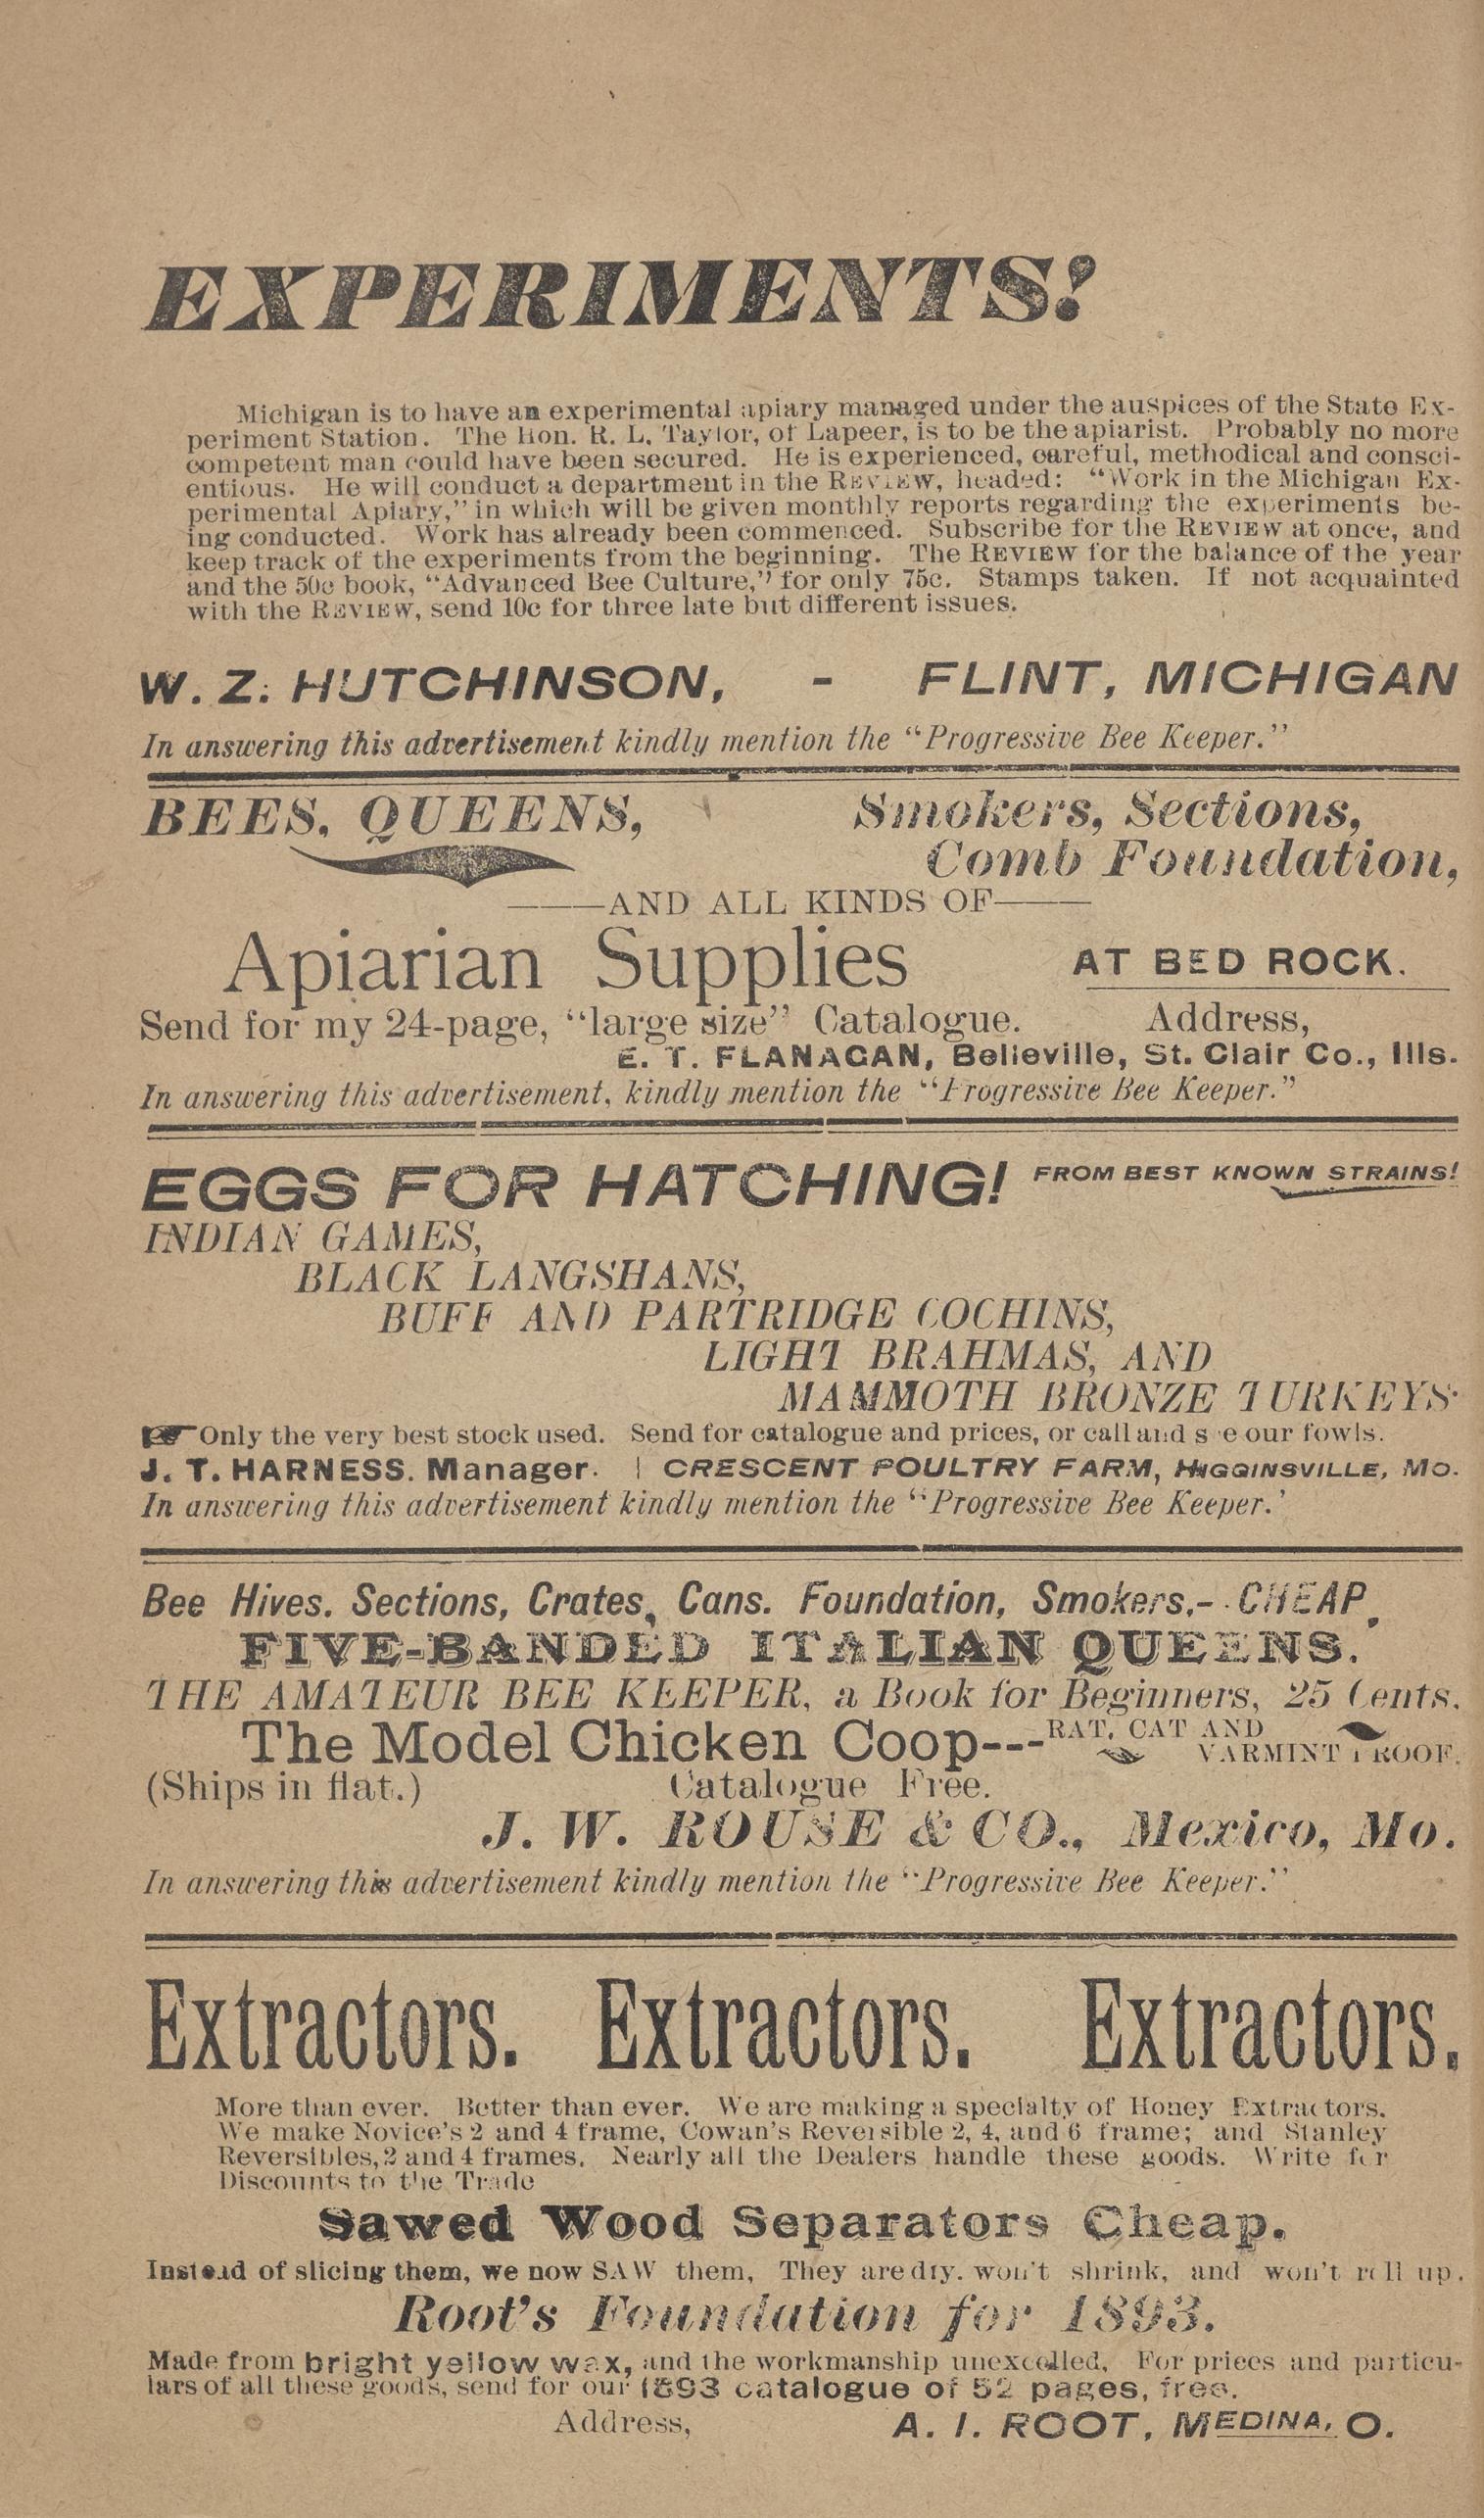 EXPERIMENTS!
Michigan is to have an experimental apiary managed under the auspices of the State Ex-
periment Station. The Hon. R. L. Taylor, of Lapeer, is to be the apiarist. Probably no more
competent man could have been secured. He is experienced, careful, methodical and consci-
entious. He will conduct a department in the REVIEW, headed: "Work in the Michigan Ex-
perimental Apiary," in which will be given monthly reports regarding the experiments be-
ing conducted. Work has already been commenced. Subscribe for the REVIEW at once, and
keep track of the experiments from the beginning. The REVIEW for the balance of the year
and the 50c book, "Advanced Bee Culture," for only 75c. Stamps taken. If not acquainted
with the REVIEW, send 10c for three late but different issues.
W. Z. HUTCHINSON, - FLINT, MICHIGAN
In answering this advertisement kindly mention the "Progressive Bee Keeper."
BEES, QUEENS, Smokers, Sections,
Comb Foundation,
——AND ALL KINDS OF——
Apiarian Supplies AT BED ROCK.
Send for my 24-page, "large size" Catalogue. Address,
E. T. FLANAGAN, Belleville, St. Clair Co., Ills.
In answering this advertisement, kindly mention the "Progressive Bee Keeper."
EGGS FOR HATCHING! FROM BEST KNOWN STRAINS!
INDIAN GAMES,
BLACK LANGSHANS,
BUFF AND PARTRIDGE COCHINS,
LIGHT BRAHMAS, AND
MAMMOTH BRONZE TURKEYS.
☛Only the very best stock used. Send for catalogue and prices, or call and s e our fowls.
J. T. HARNESS. Manager. | CRESCENT POULTRY FARM, HIGGINSVILLE, MO.
In answering this advertisement kindly mention the "Progressive Bee Keeper.'
Bee Hives. Sections, Crates, Cans. Foundation, Smokers,-- CHEAP.
FIVE-BANDED ITALIAN QUEENS.
THE AMATEUR BEE KEEPER, a Book for Beginners, 25 Cents.
The Model Chicken Coop---RAT, CAT AND
VARMINT PROOF.
(Ships in flat.) Catalogue Free.
J. W. ROUSE & CO., Mexico, Mo.
In answering this advertisement kindly mention the "Progressive Bee Keeper."
Extractors. Extractors. Extractors.
More than ever. Better than ever. We are making a specialty of Honey Extractors.
We make Novice's 2 and 4 frame, Cowan's Reversible 2, 4, and 6 frame; and Stanley
Reversibles, 2 and 4 frames. Nearly all the Dealers handle these goods. Write for
Discounts to the Trade
Sawed Wood Separators Cheap.
Instead of slicing them, we now SAW them, They are dry. won't shrink, and won't roll up.
Root's Foundation for 1893.
Made from bright yellow wax, and the workmanship unexcelled, For prices and particu-
lars of all these goods, send for our 1893 catalogue of 52 pages, free.
Address, A. I. ROOT, MEDINA, O.